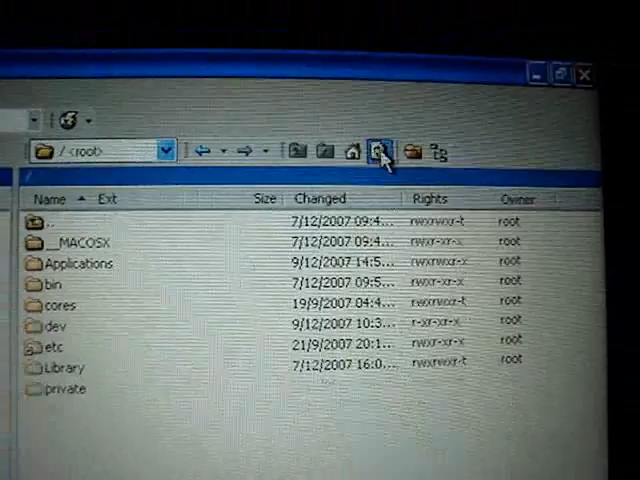 / <root>
/
Name Ext Size Changed Rights Owner
.. 7/12/2007 09:4... rwxrwxr-t root
__MACOSX 7/12/2007 09:4... rwxr-xr-x root
Applications 9/12/2007 14:5... rwxrwxr-x root
bin 7/12/2007 09:5... rwxr-xr-x root
cores 19/9/2007 04:4... rwxrwxr-t root
dev 9/12/2007 10:3... r-xr-xr-x root
etc 21/9/2007 20:1... rwxr-xr-x root
Library 7/12/2007 16:0... rwxrwxr-t root
private